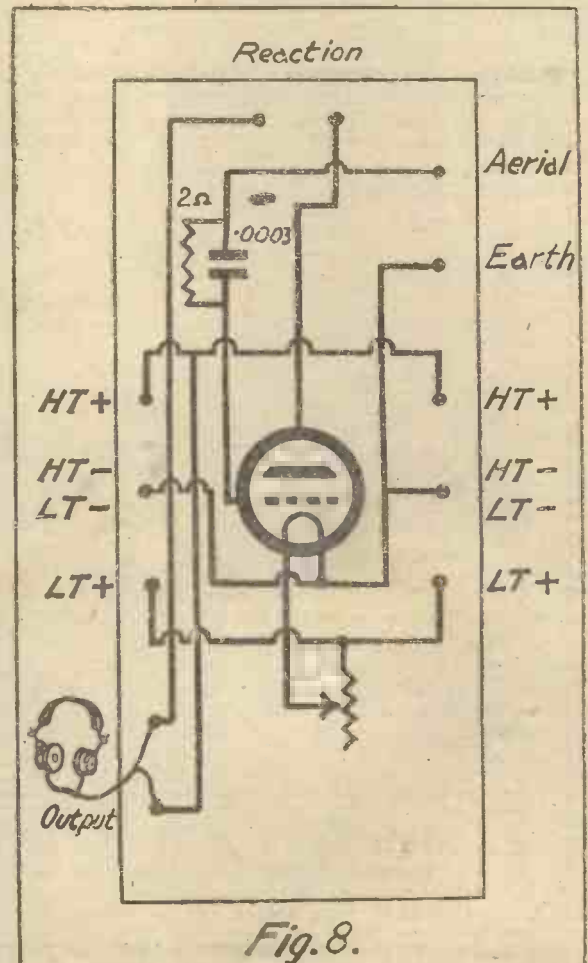 Reaction
Aerial
2Ω
.0003
Earth
HT+
HT+
HT-
HT-
LT-
LT-
LT+
LT+
Output
Fig. 8.